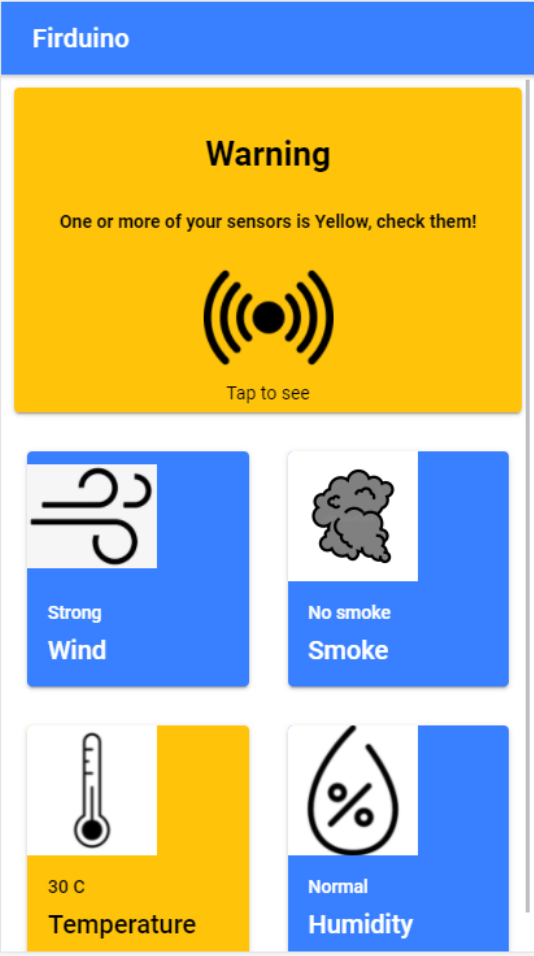 Firduino
Warning
One or more of your sensors is Yellow, check them!
Tap to see
Strong
Wind
No smoke
Smoke
30 C
Temperature
%
Normal
Humidity